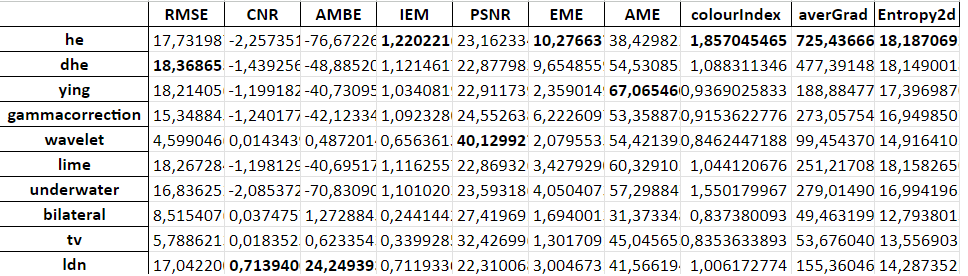 RMSE CNR AMBE IEM PSNR EME AME colourIndex averGrad Entropy2d
he 17,73198 -2,257351 -76,67226 1,220221 23,16233 10,27663 38,42982 1,857045465 725,43666 18,187069
dhe 18,36865 -1,439256 -48,88520 1,121461 22,87798 9,654855 54,53085 1,088311346 477,39148 18,149001
ying 18,21405 -1,199182 -40,73095 1,034081 22,91173 2,359014 67,06546 0,9369025833 188,88477 17,396987
gammacorrection 15,34884 -1,240177 -42,12334 1,092328 24,55263 6,222609 53,35887 0,9153622776 273,05754 16,949850
wavelet 4,599046 0,014343 0,487201 0,656361 40,12992 2,079553 54,42139 0,8462447188 99,454370 14,916410
lime 18,26728 -1,198129 -40,69517 1,116255 22,86932 3,427929 60,32910 1,044120676 251,21708 18,158265
underwater 16,83625 -2,085372 -70,83090 1,110102 23,59318 4,050407 57,29884 1,550179967 279,01490 16,994196
bilateral 8,515407 0,037475 1,272884 0,244144 27,41969 1,694001 31,37334 0,837380093 49,463199 12,793801
tv 5,788621 0,018352 0,623354 0,339928 32,42699 1,301709 45,04565 0,8353633893 53,676040 13,556903
ldn 17,04220 0,713940 24,24939 0,711933 22,31006 3,004673 41,56619 1,006172774 155,36046 14,287352